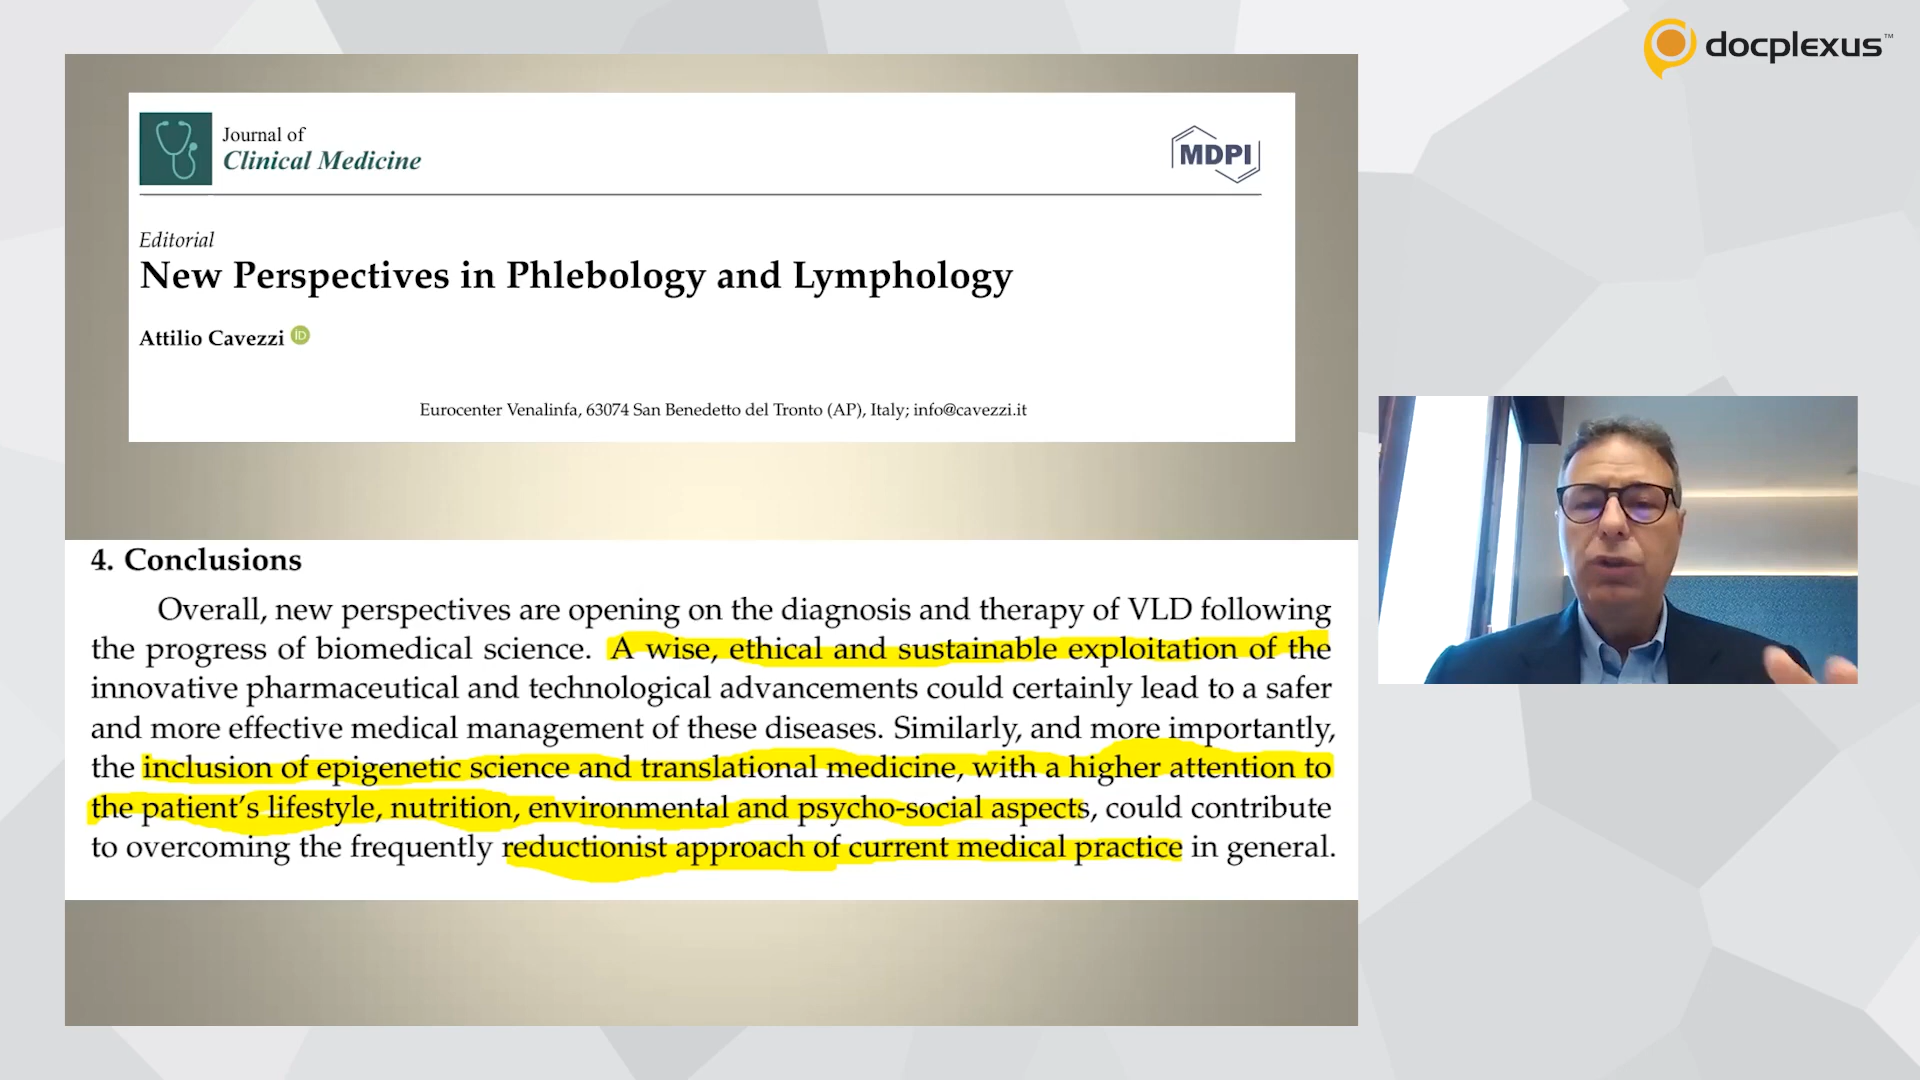 docplexus™
Journal of
Clinical Medicine
MDPI
Editorial
New Perspectives in Phlebology and Lymphology
Attilio Cavezzi iD
Eurocenter Venalinfa, 63074 San Benedetto del Tronto (AP), Italy; info@cavezzi.it
4. Conclusions
Overall, new perspectives are opening on the diagnosis and therapy of VLD following
the progress of biomedical science. A wise, ethical and sustainable exploitation of the
innovative pharmaceutical and technological advancements could certainly lead to a safer
and more effective medical management of these diseases. Similarly, and more importantly,
the inclusion of epigenetic science and translational medicine, with a higher attention to
the patient’s lifestyle, nutrition, environmental and psycho-social aspects, could contribute
to overcoming the frequently reductionist approach of current medical practice in general.